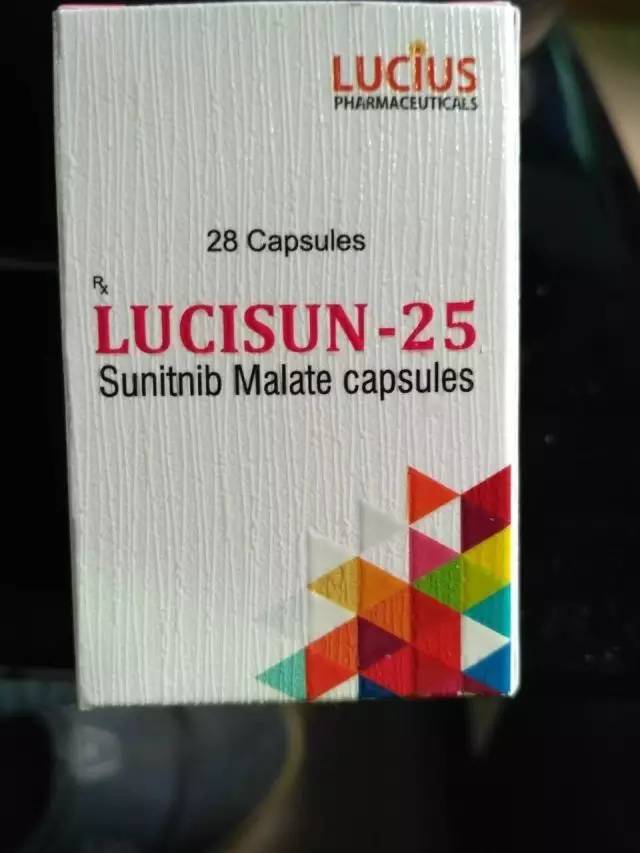 LUCiUS
PHARMACEUTICALS
28 Capsules
Rx
LUCISUN-25
Sunitnib Malate capsules